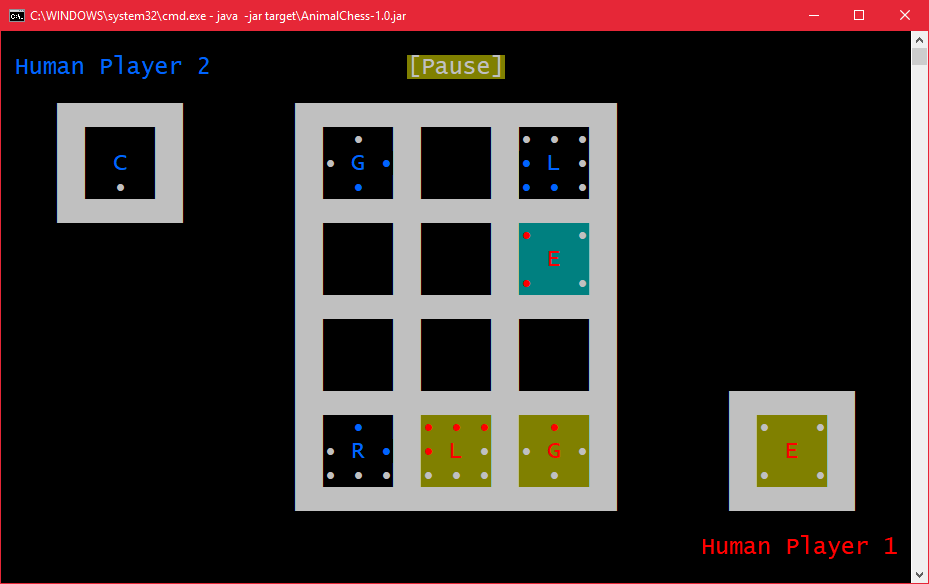 C:\WINDOWS\system32\cmd.exe - java  -jar target\AnimalChess-1.0.jar
Human Player 2 [Pause]
C G L
E
R L G E
Human Player 1